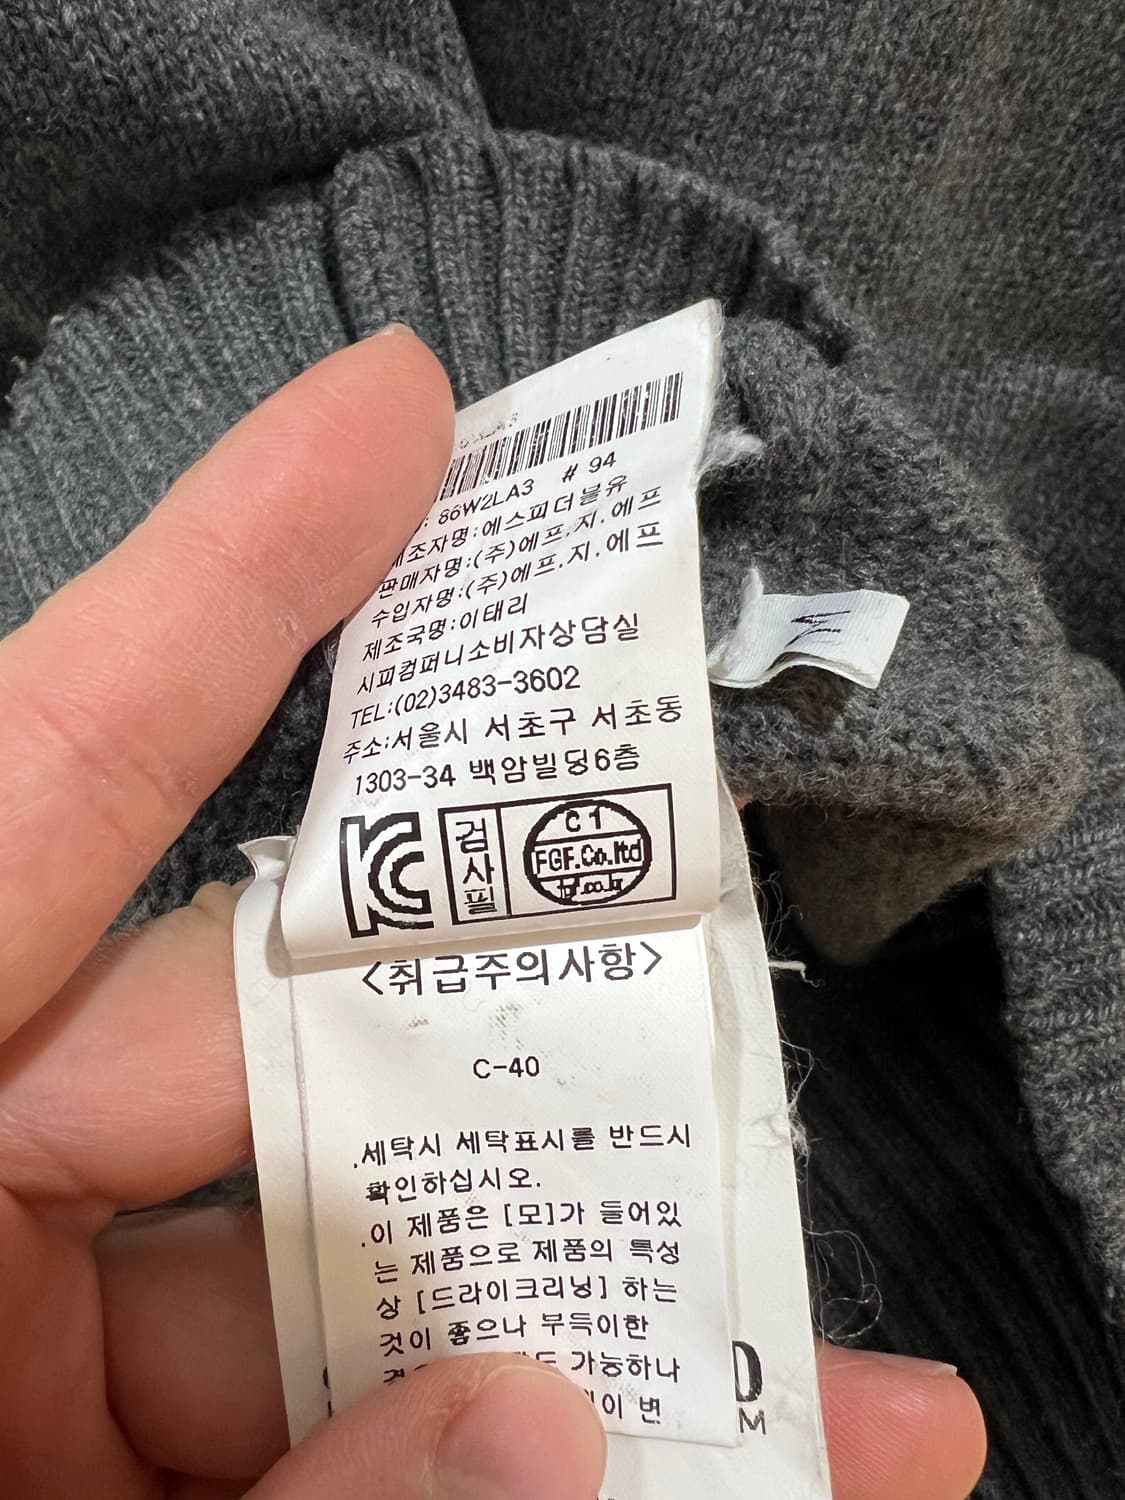 86W2LA3 # 94
제조자명:에스피더블유
판매자명:(주)에프.지.에프
수입자명:(주)에프.지.에프
제조국명:이태리
시피컴퍼니소비자상담실
TEL:(02)3483-3602
주소:서울시 서초구 서초동
1303-34 백암빌딩6층
KC
검사필
C 1
FGF.Co.ltd
<취급주의사항>
C-40
.세탁시 세탁표시를 반드시
확인하십시오.
.이 제품은 [모]가 들어있
는 제품으로 제품의 특성
상 [드라이크리닝] 하는
것이 좋으나 부득이한
가능하나
변
M